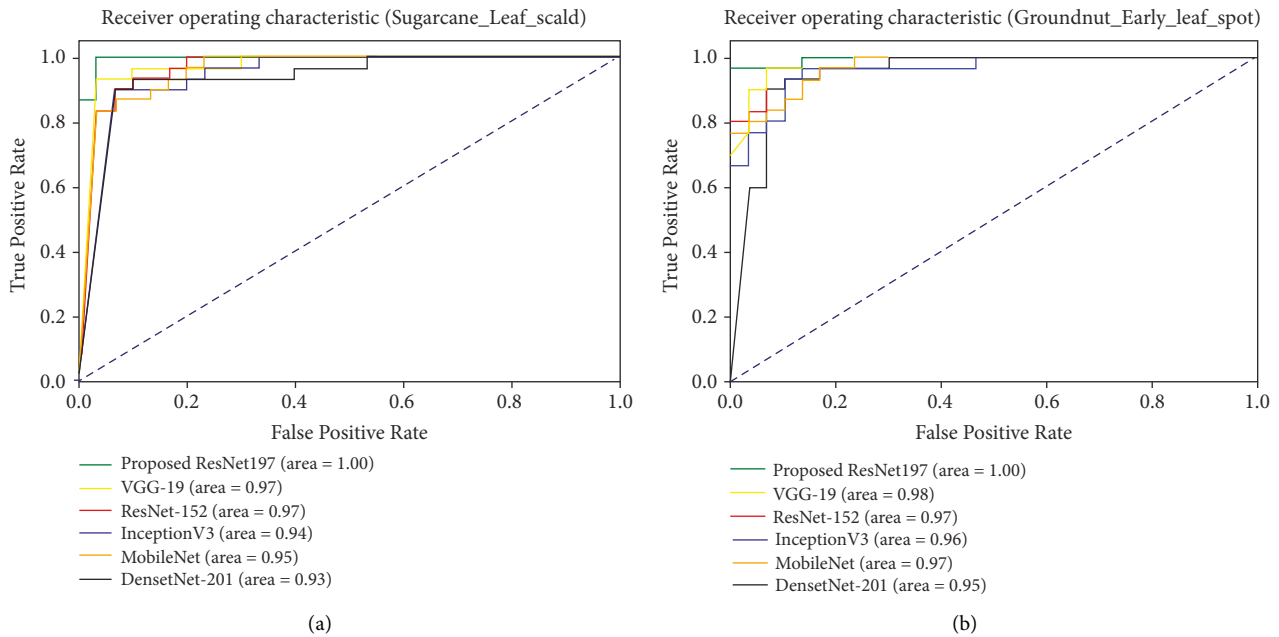 Receiver operating characteristic (Sugarcane_Leaf_scald)
1.0
0.8
0.6
0.4
0.2
0.0
True Positive Rate
0.0 0.2 0.4 0.6 0.8 1.0
False Positive Rate
Proposed ResNet197 (area = 1.00)
VGG-19 (area = 0.97)
ResNet-152 (area = 0.97)
InceptionV3 (area = 0.94)
MobileNet (area = 0.95)
DensetNet-201 (area = 0.93)
(a)
Receiver operating characteristic (Groundnut_Early_leaf_spot)
1.0
0.8
0.6
0.4
0.2
0.0
True Positive Rate
0.0 0.2 0.4 0.6 0.8 1.0
False Positive Rate
Proposed ResNet197 (area = 1.00)
VGG-19 (area = 0.98)
ResNet-152 (area = 0.97)
InceptionV3 (area = 0.96)
MobileNet (area = 0.97)
DensetNet-201 (area = 0.95)
(b)